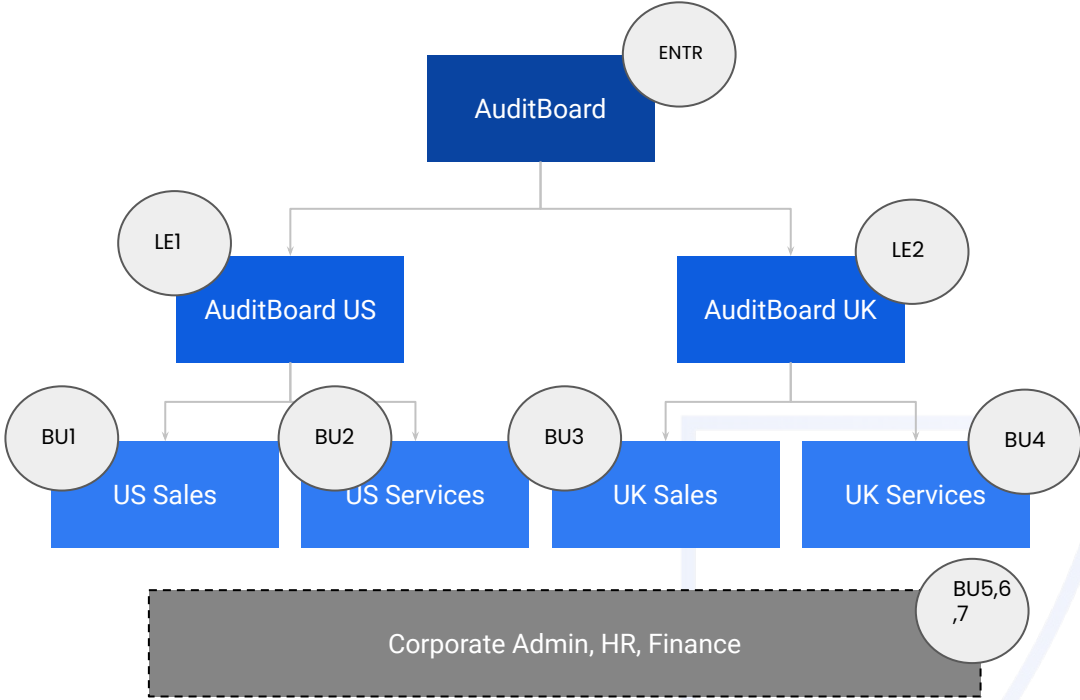 ENTR
AuditBoard
LE1
LE2
AuditBoard US
AuditBoard UK
BU1
BU2
BU3
BU4
US Sales
US Services
UK Sales
UK Services
BU5,6
,7
Corporate Admin, HR, Finance